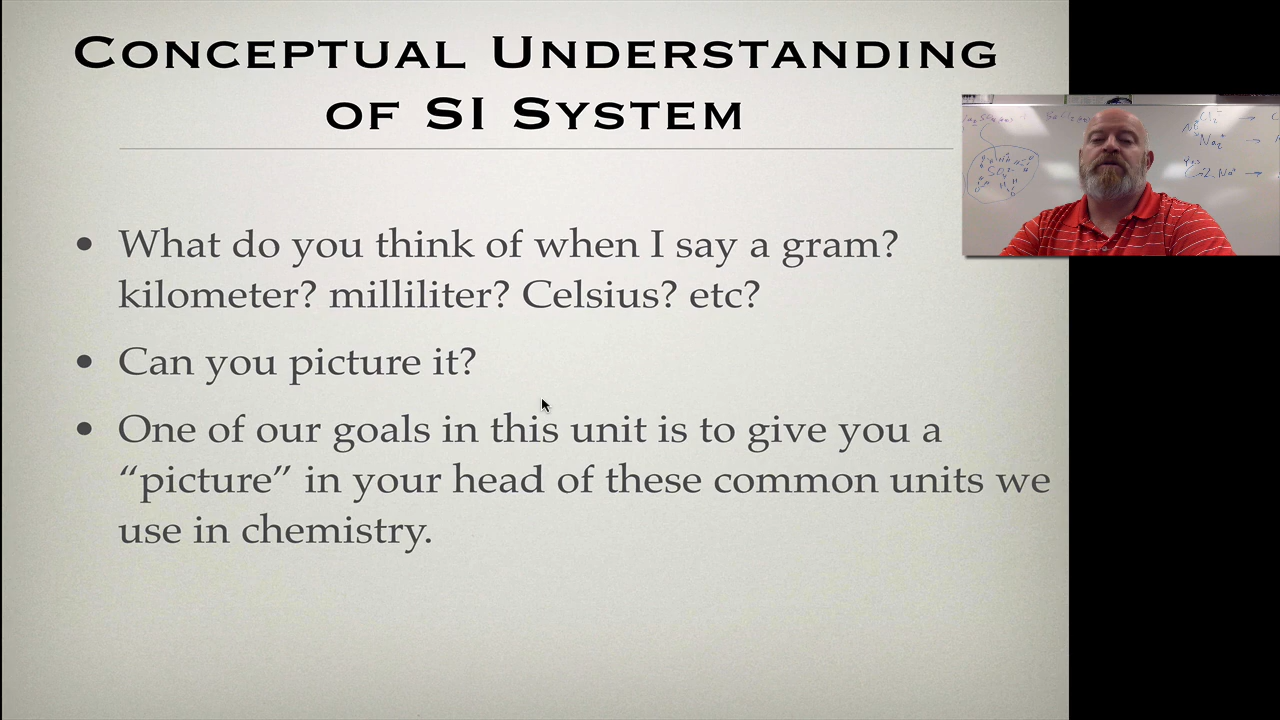 Conceptual Understanding
of SI System
• What do you think of when I say a gram?
kilometer? milliliter? Celsius? etc?
• Can you picture it?
• One of our goals in this unit is to give you a
“picture” in your head of these common units we
use in chemistry.